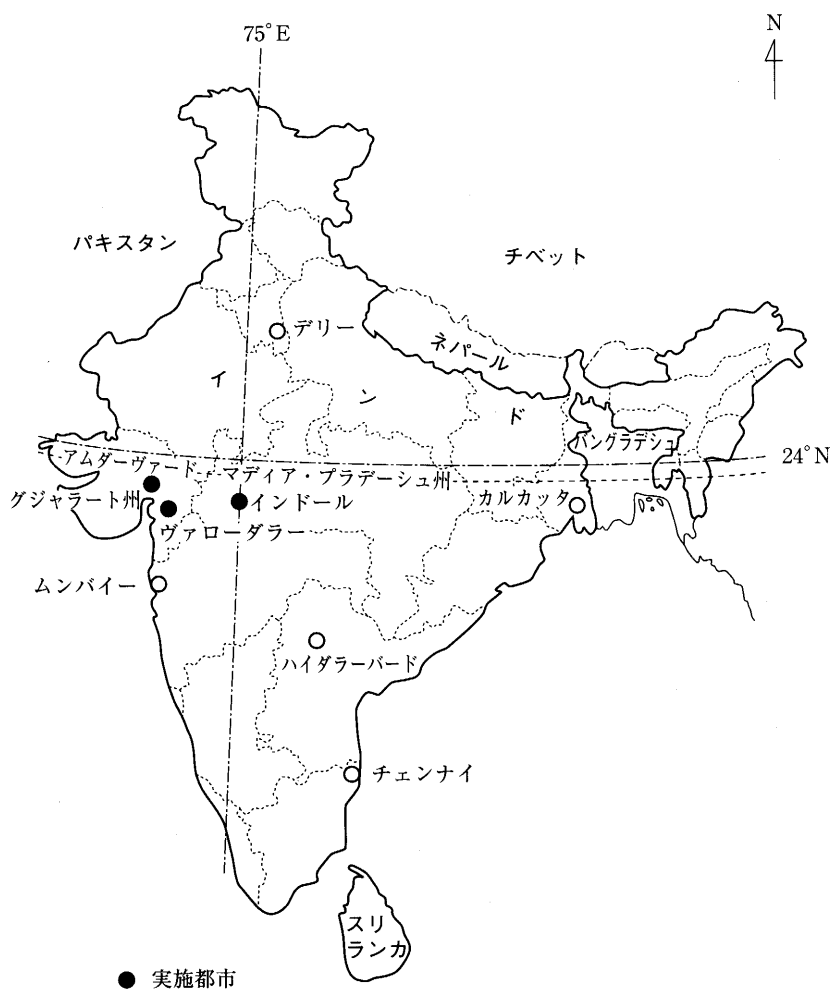 75°E
N
パキスタン
チベット
デリー
ネパール
インド
バングラデシュ
24°N
アムダーヴァード
マディア・プラデーシュ州
グジャラート州
インドール
カルカッタ
ヴァローダラー
ムンバイー
ハイダラーバード
チェンナイ
スリ
ランカ
● 実施都市